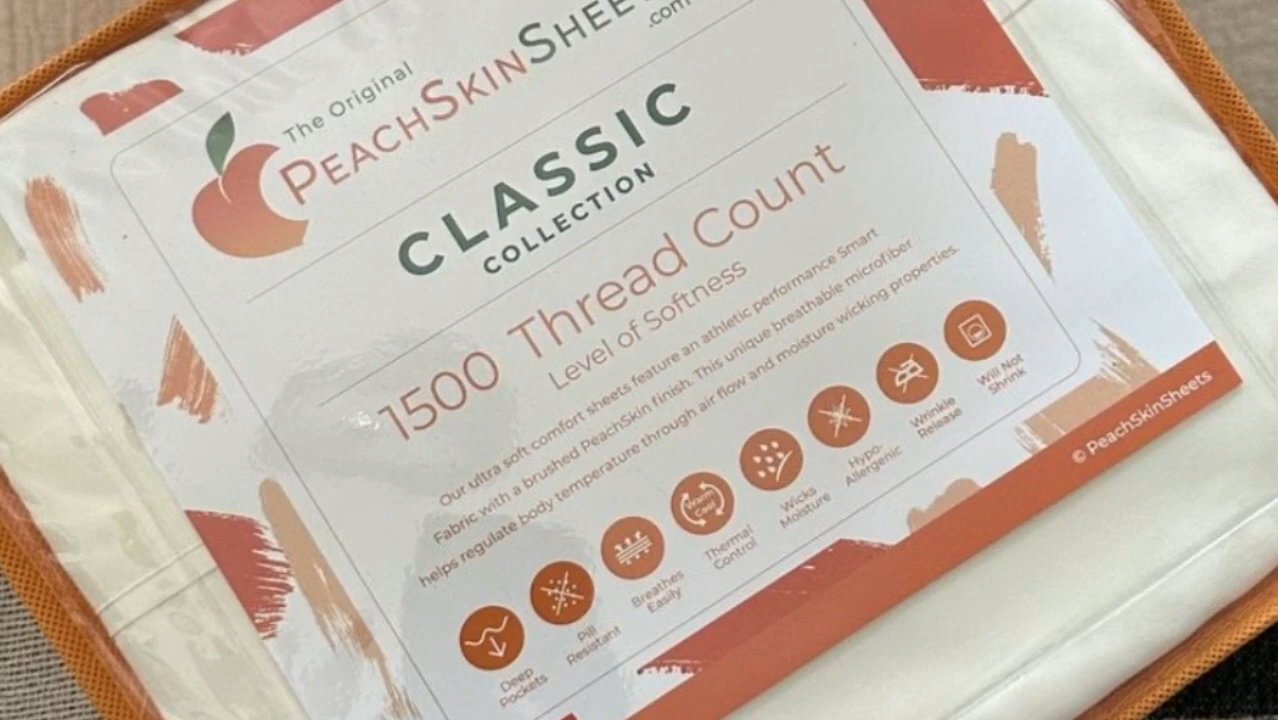 The Original
PEACHSKINSHEE
.com
CLASSIC
COLLECTION
1500 Thread Count
Level of Softness
Our ultra soft comfort sheets feature an athletic performance Smart
Fabric with a brushed PeachSkin finish. This unique breathable microfiber
helps regulate body temperature through air flow and moisture wicking properties.
Deep
Pockets
Pill
Resistant
Breathes
Easily
Warm
Cool
Thermal
Control
Wicks
Moisture
Hypo-
Allergenic
Wrinkle
Release
Will Not
Shrink
© PeachSkinSheets